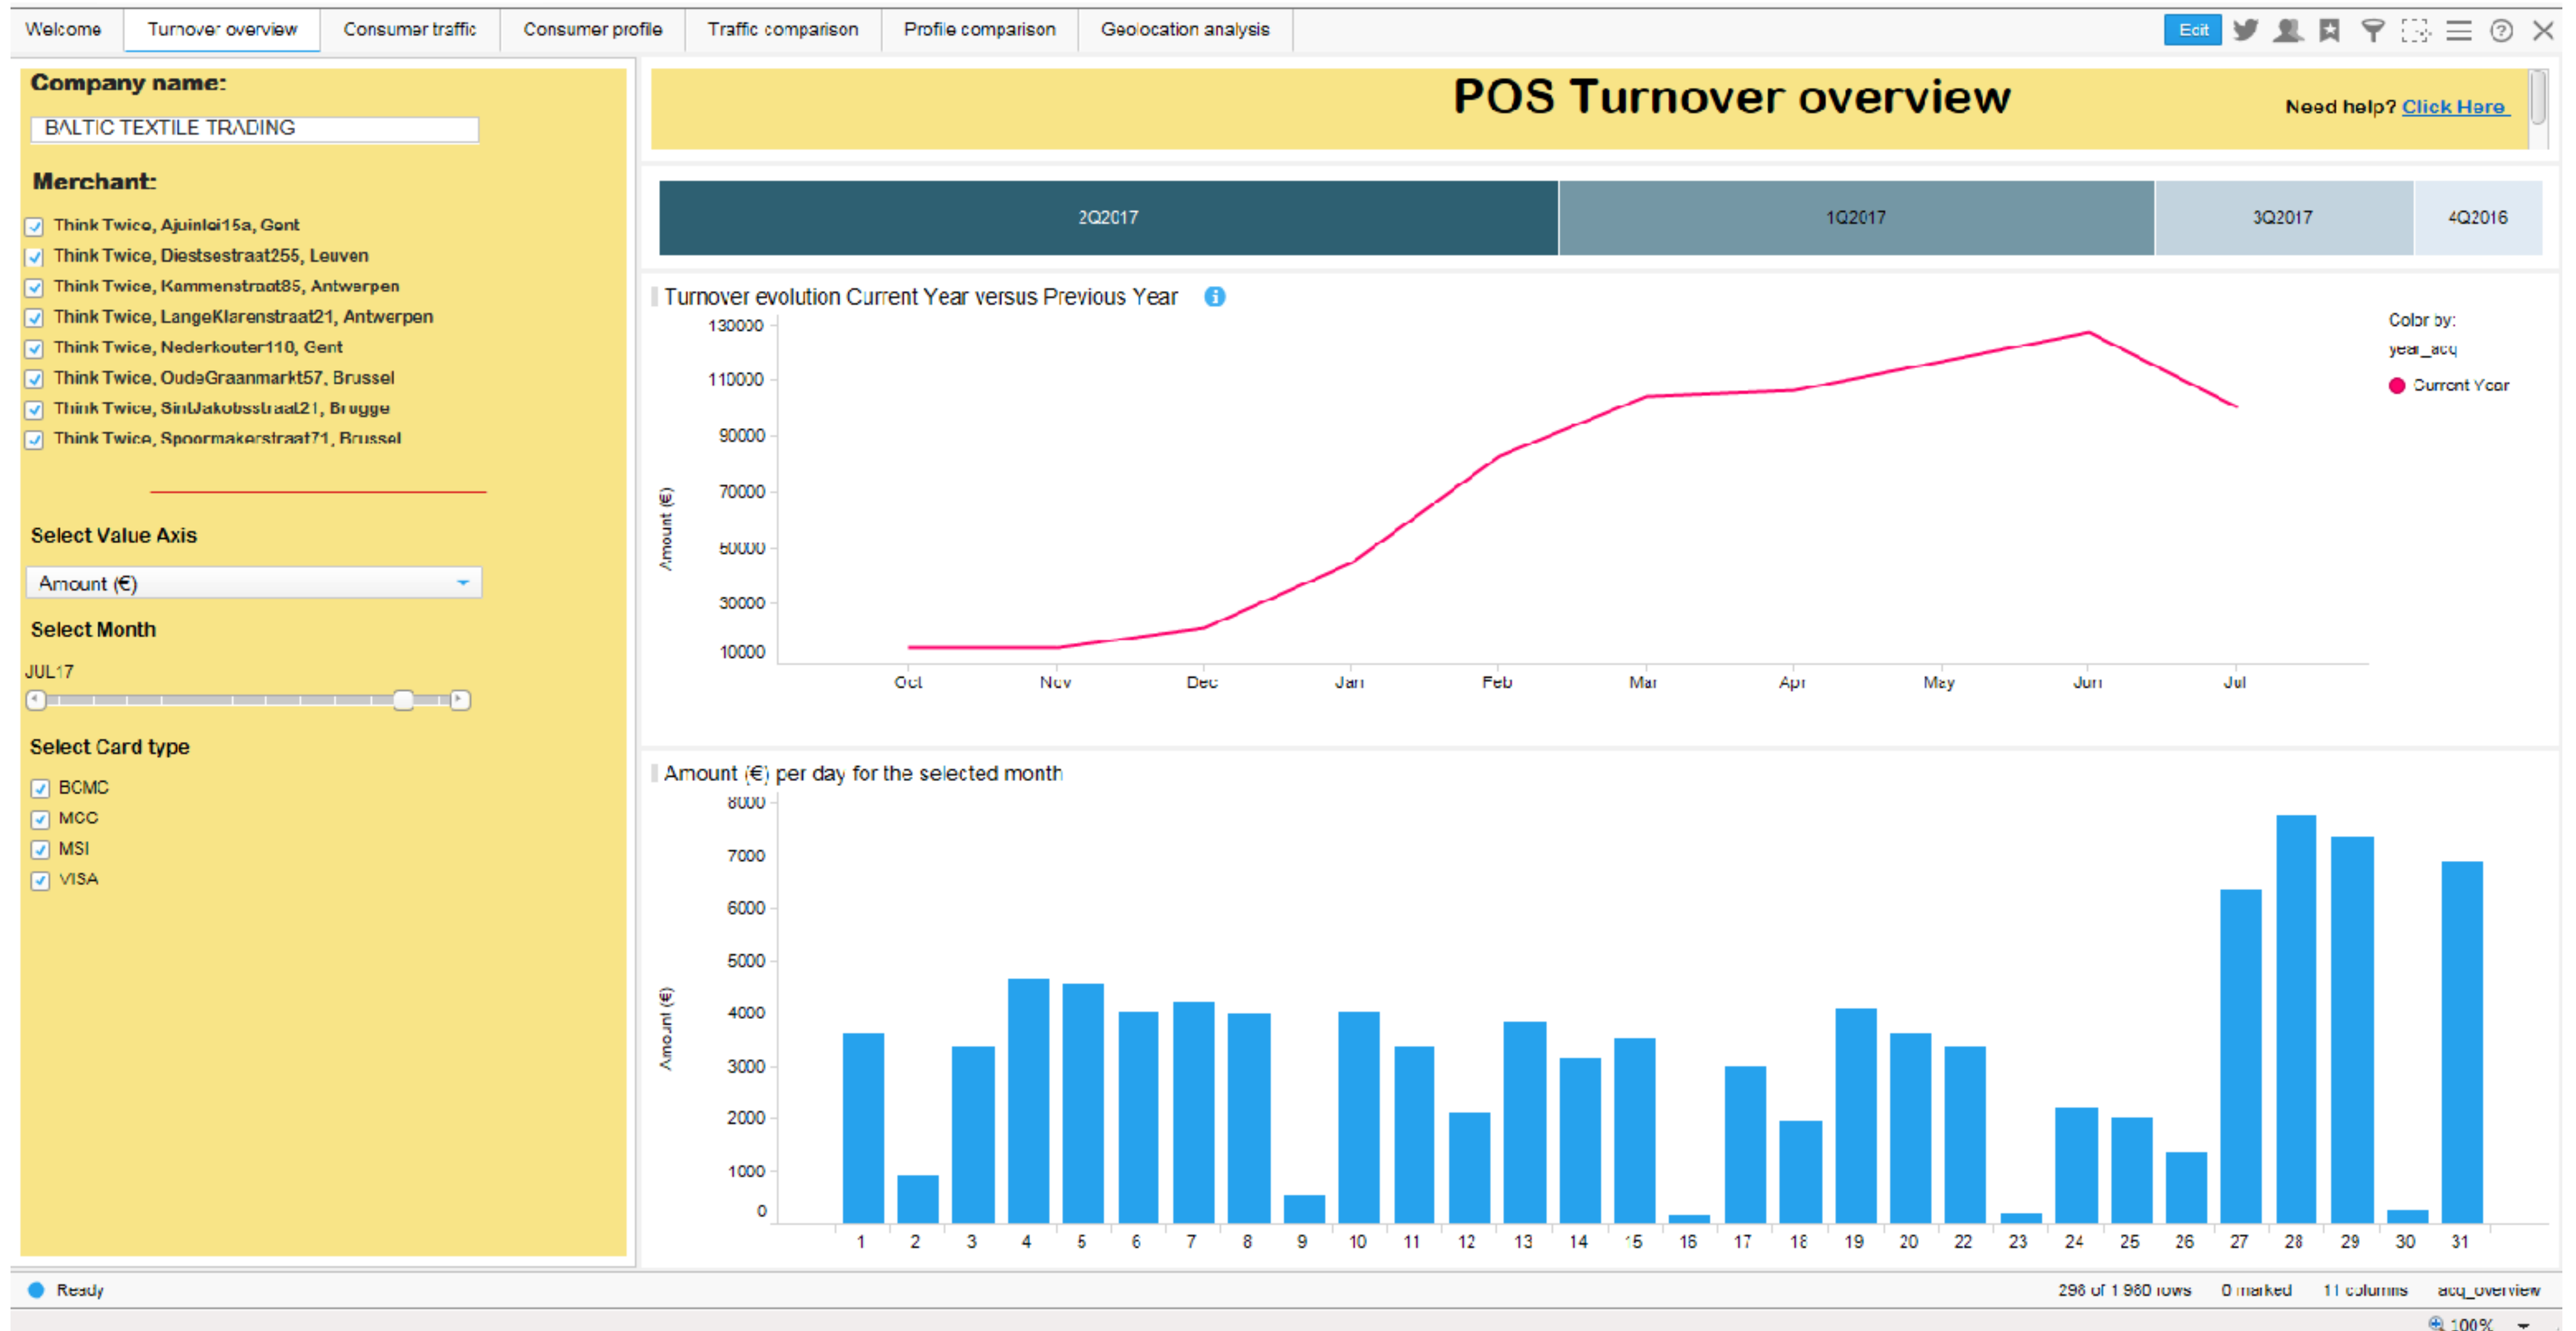 Welcome Turnover overview Consumer traffic Consumer profile Traffic comparison Profile comparison Geolocation analysis Edit
Company name:
BALTIC TEXTILE TRADING
Merchant:
Think Twice, Ajuinlei15a, Gent
Think Twice, Diestsestraat255, Leuven
Think Twice, Kammenstraat85, Antwerpen
Think Twice, LangeKlarenstraat21, Antwerpen
Think Twice, Nederkouter110, Gent
Think Twice, OudeGraanmarkt57, Brussel
Think Twice, SintJakobsstraat21, Brugge
Think Twice, Spoormakerstraat71, Brussel
Select Value Axis
Amount (€)
Select Month
JUL17
Select Card type
BCMC
MCC
MSI
VISA
POS Turnover overview
Need help? Click Here
2Q2017 1Q2017 3Q2017 4Q2016
Turnover evolution Current Year versus Previous Year
Color by:
year_acq
Current Year
Amount (€)
130000
110000
90000
70000
50000
30000
10000
Oct Nov Dec Jan Feb Mar Apr May Jun Jul
Amount (€) per day for the selected month
Amount (€)
8000
7000
6000
5000
4000
3000
2000
1000
0
1 2 3 4 5 6 7 8 9 10 11 12 13 14 15 16 17 18 19 20 22 23 24 25 26 27 28 29 30 31
Ready 298 of 1 980 rows 0 marked 11 columns acq_overview
100%